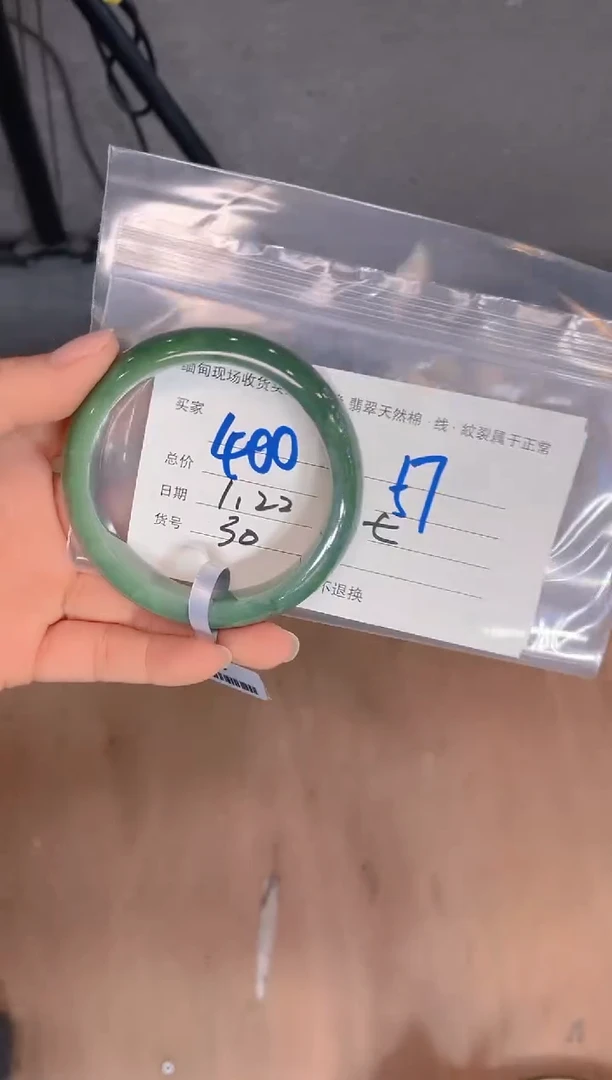 缅甸现场收货
翡翠天然棉·线·紋裂属于正常
买家
总价 400
日期 1.22
货号 30
57
不退换